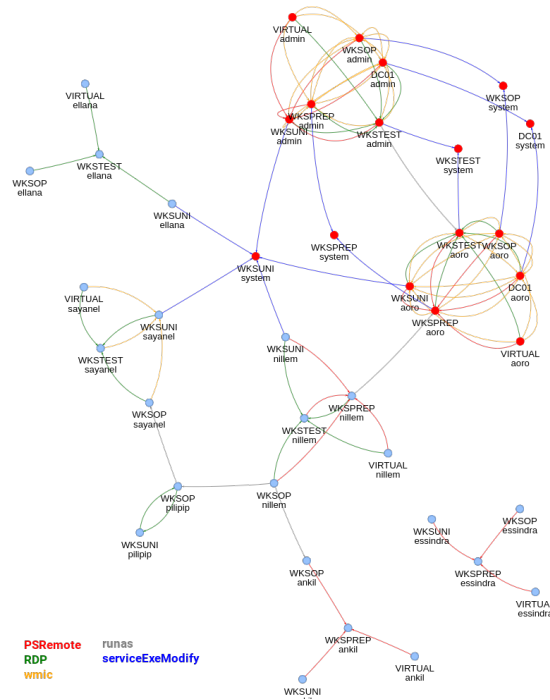 VIRTUAL
admin
WKSOP
admin
DC01
admin
WKSPREP
admin
WKSUNI
admin
WKSTEST
admin
WKSOP
system
DC01
system
WKSTEST
system
VIRTUAL
ellana
WKSTEST
ellana
WKSOP
ellana
WKSUNI
ellana
WKSPREP
system
WKSUNI
system
WKSTEST
aoro
WKSOP
aoro
DC01
aoro
WKSUNI
aoro
WKSPREP
aoro
VIRTUAL
aoro
VIRTUAL
sayanel
WKSUNI
sayanel
WKSTEST
sayanel
WKSOP
sayanel
WKSUNI
nillem
WKSPREP
nillem
WKSTEST
nillem
VIRTUAL
nillem
WKSOP
nillem
WKSOP
pilipip
WKSUNI
pilipip
WKSUNI
essindra
WKSOP
essindra
WKSPREP
essindra
VIRTUA
essindra
WKSOP
ankil
WKSPREP
ankil
VIRTUAL
ankil
WKSUNI
PSRemote
RDP
wmic
runas
serviceExeModify